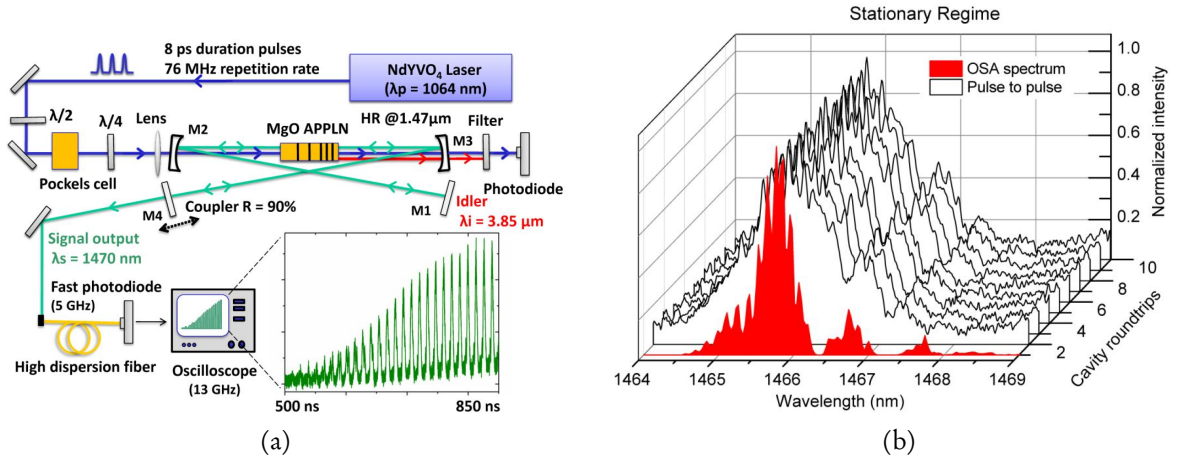 8 ps duration pulses
76 MHz repetition rate
NdYVO₄ Laser
(λp = 1064 nm)
λ/2
λ/4
Lens
M2
MgO APPLN
HR @1.47μm
M3
Filter
Pockels cell
Photodiode
M4
Coupler R = 90%
M1
Idler
λi = 3.85 μm
Signal output
λs = 1470 nm
Fast photodiode
(5 GHz)
High dispersion fiber
Oscilloscope
(13 GHz)
500 ns
850 ns
(a)
Stationary Regime
OSA spectrum
Pulse to pulse
1.0
0.8
0.6
0.4
0.2
Normalized Intensity
10
8
6
4
2
Cavity roundtrips
1464
1465
1466
1467
1468
1469
Wavelength (nm)
(b)